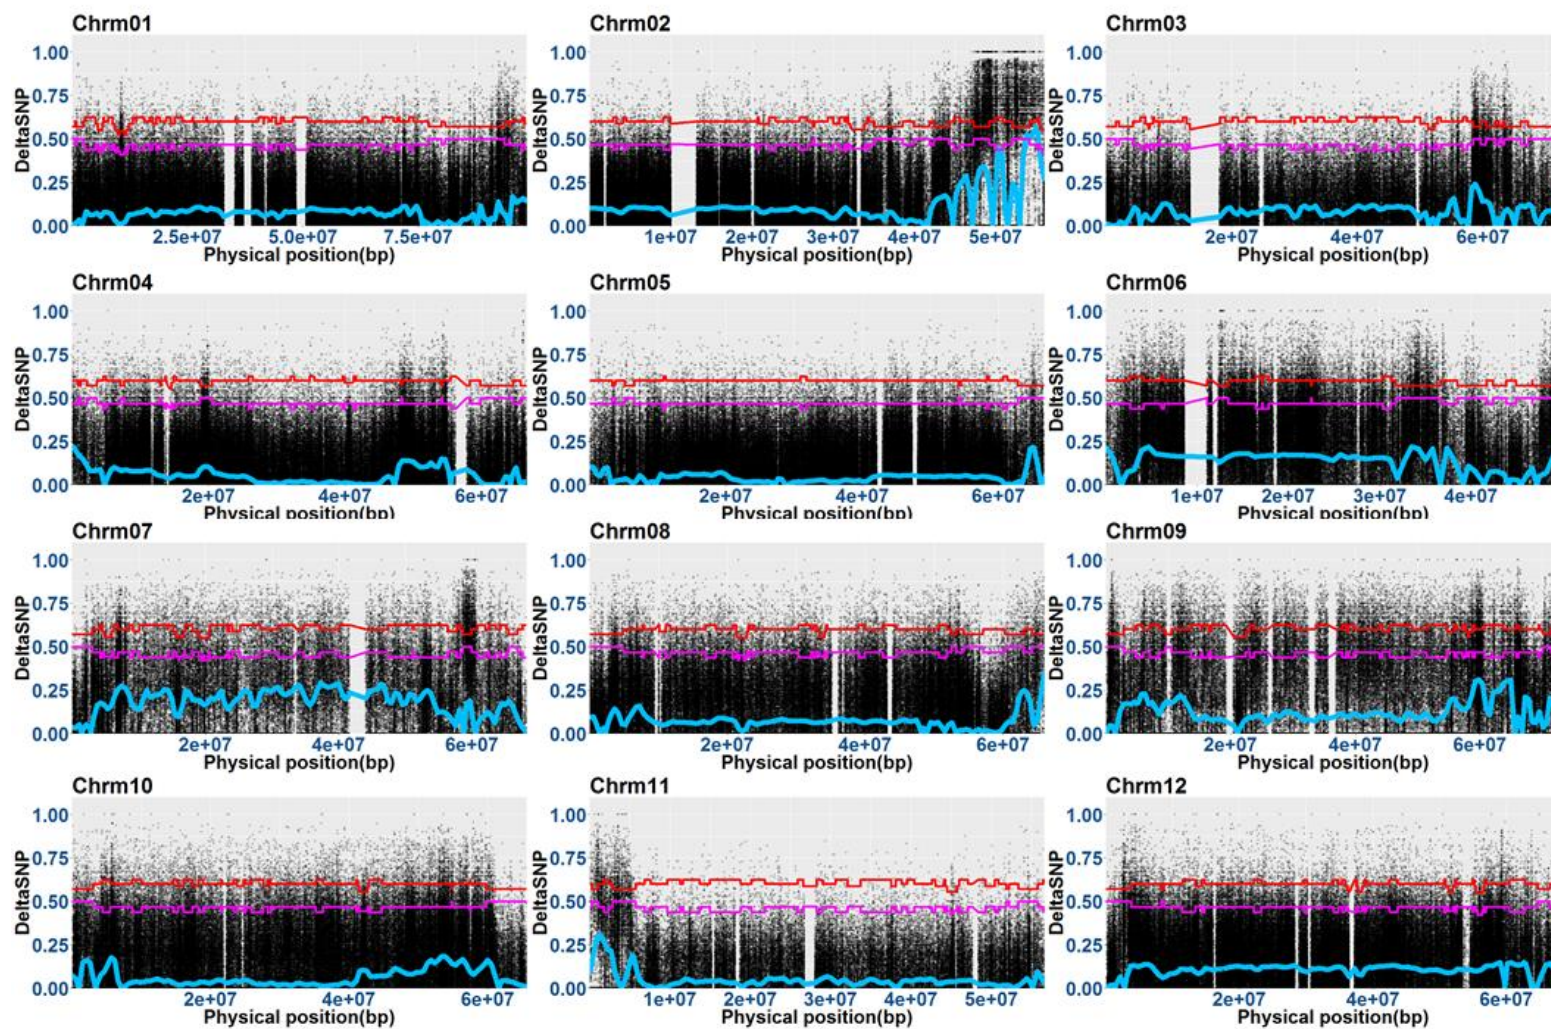 Chrm01 Chrm02 Chrm03
1.00 1.00 1.00
0.75 0.75 0.75
DeltaSNP DeltaSNP DeltaSNP
0.50 0.50 0.50
0.25 0.25 0.25
0.00 0.00 0.00
2.5e+07 5.0e+07 7.5e+07 1e+07 2e+07 3e+07 4e+07 5e+07 2e+07 4e+07 6e+07
Physical position(bp) Physical position(bp) Physical position(bp)
Chrm04 Chrm05 Chrm06
1.00 1.00 1.00
0.75 0.75 0.75
DeltaSNP DeltaSNP DeltaSNP
0.50 0.50 0.50
0.25 0.25 0.25
0.00 0.00 0.00
2e+07 4e+07 6e+07 2e+07 4e+07 6e+07 1e+07 2e+07 3e+07 4e+07
Physical position(bp) Physical position(bp) Physical position(bp)
Chrm07 Chrm08 Chrm09
1.00 1.00 1.00
0.75 0.75 0.75
DeltaSNP DeltaSNP DeltaSNP
0.50 0.50 0.50
0.25 0.25 0.25
0.00 0.00 0.00
2e+07 4e+07 6e+07 2e+07 4e+07 6e+07 2e+07 4e+07 6e+07
Physical position(bp) Physical position(bp) Physical position(bp)
Chrm10 Chrm11 Chrm12
1.00 1.00 1.00
0.75 0.75 0.75
DeltaSNP DeltaSNP DeltaSNP
0.50 0.50 0.50
0.25 0.25 0.25
0.00 0.00 0.00
2e+07 4e+07 6e+07 1e+07 2e+07 3e+07 4e+07 5e+07 2e+07 4e+07 6e+07
Physical position(bp) Physical position(bp) Physical position(bp)